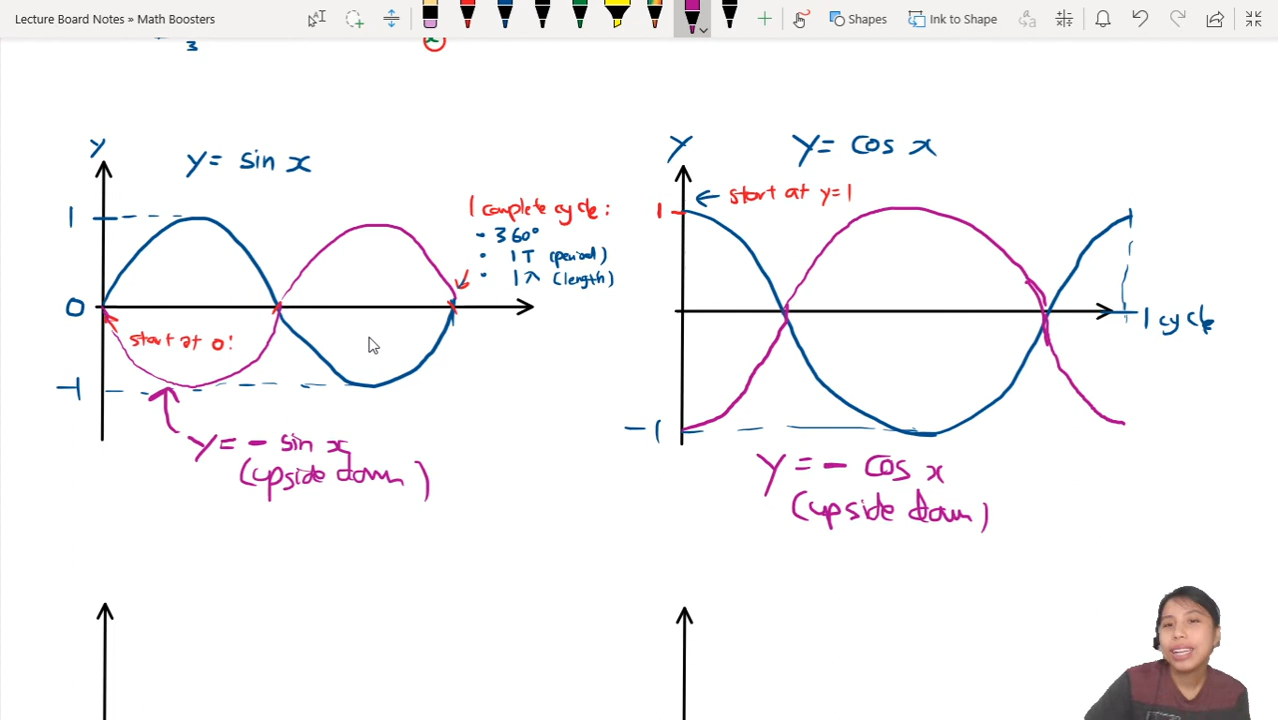 Lecture Board Notes » Math Boosters
Shapes
Ink to Shape
3
x
y
y = sin x
1
0
-1
start at 0!
1 complete cycle:
- 360°
• 1T (period)
• 1λ (length)
y = - sin x
(upside down)
y
y = cos x
1
← start at y=1
-1
1 cycle
y = - cos x
(upside down)